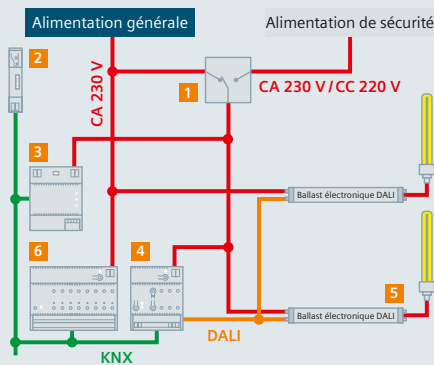 Alimentation générale
Alimentation de sécurité
2
CA 230 V
1
CA 230 V / CC 220 V
3
Ballast électronique DALI
6
4
5
Ballast électronique DALI
DALI
KNX